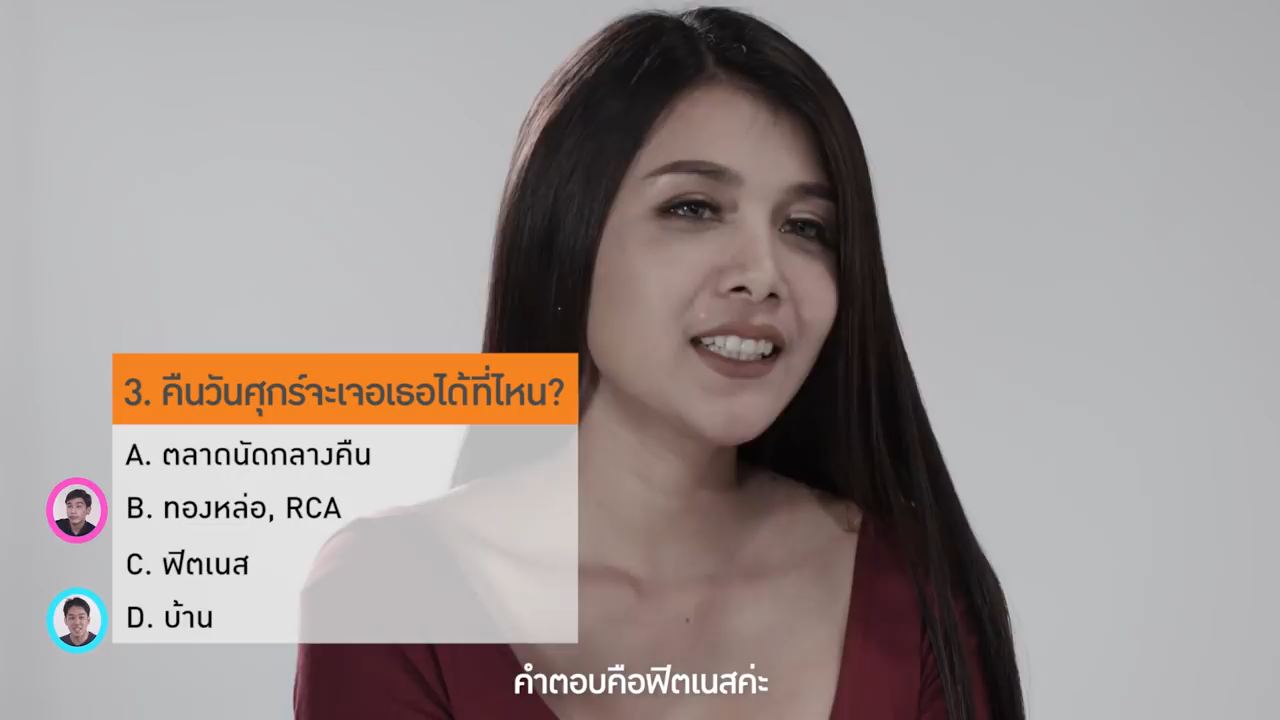 3. คืนวันศุกร์จะเจอเธอได้ที่ไหน?
A. ตลาดนัดกลางคืน
B. ทองหล่อ, RCA
C. ฟิตเนส
D. บ้าน
คำตอบคือฟิตเนสค่ะ